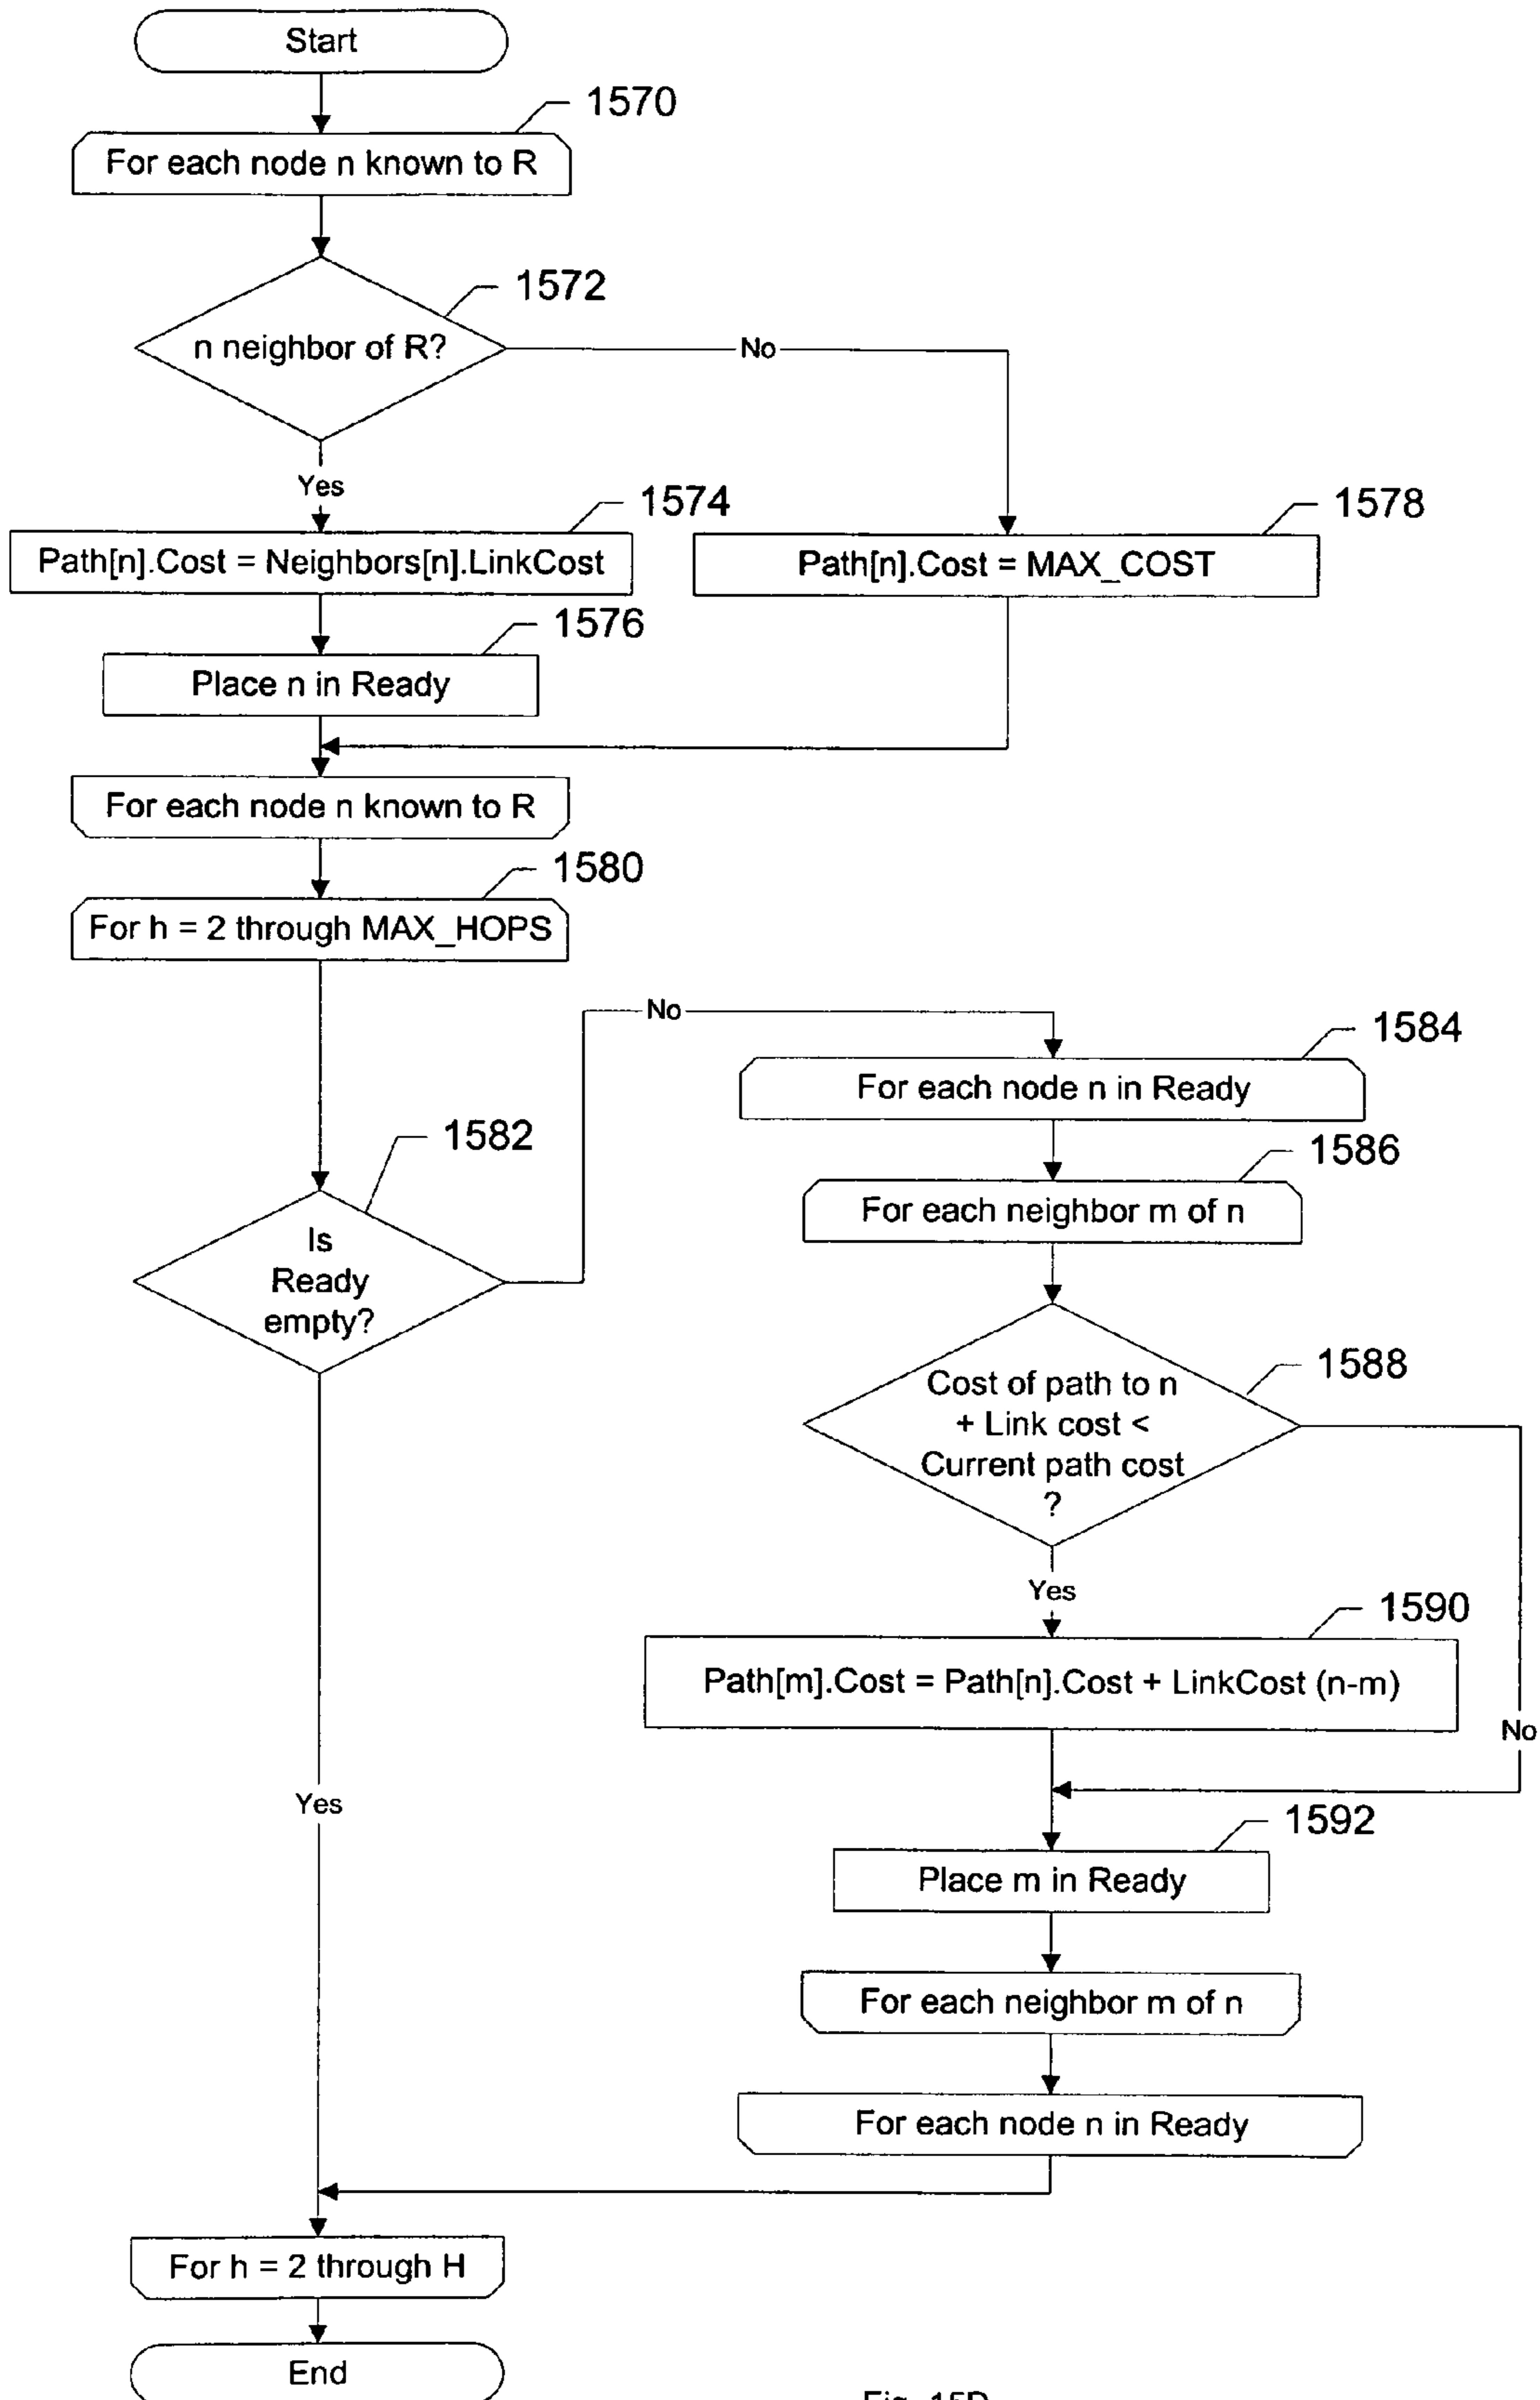 Start
1570
For each node n known to R
1572
n neighbor of R?
No
Yes
1574
1578
Path[n].Cost = Neighbors[n].LinkCost
Path[n].Cost = MAX_COST
1576
Place n in Ready
For each node n known to R
1580
For h = 2 through MAX_HOPS
No
1584
For each node n in Ready
1582
1586
For each neighbor m of n
Is
Ready
empty?
1588
Cost of path to n
+ Link cost <
Current path cost
?
Yes
1590
Path[m].Cost = Path[n].Cost + LinkCost (n-m)
No
Yes
1592
Place m in Ready
For each neighbor m of n
For each node n in Ready
For h = 2 through H
End